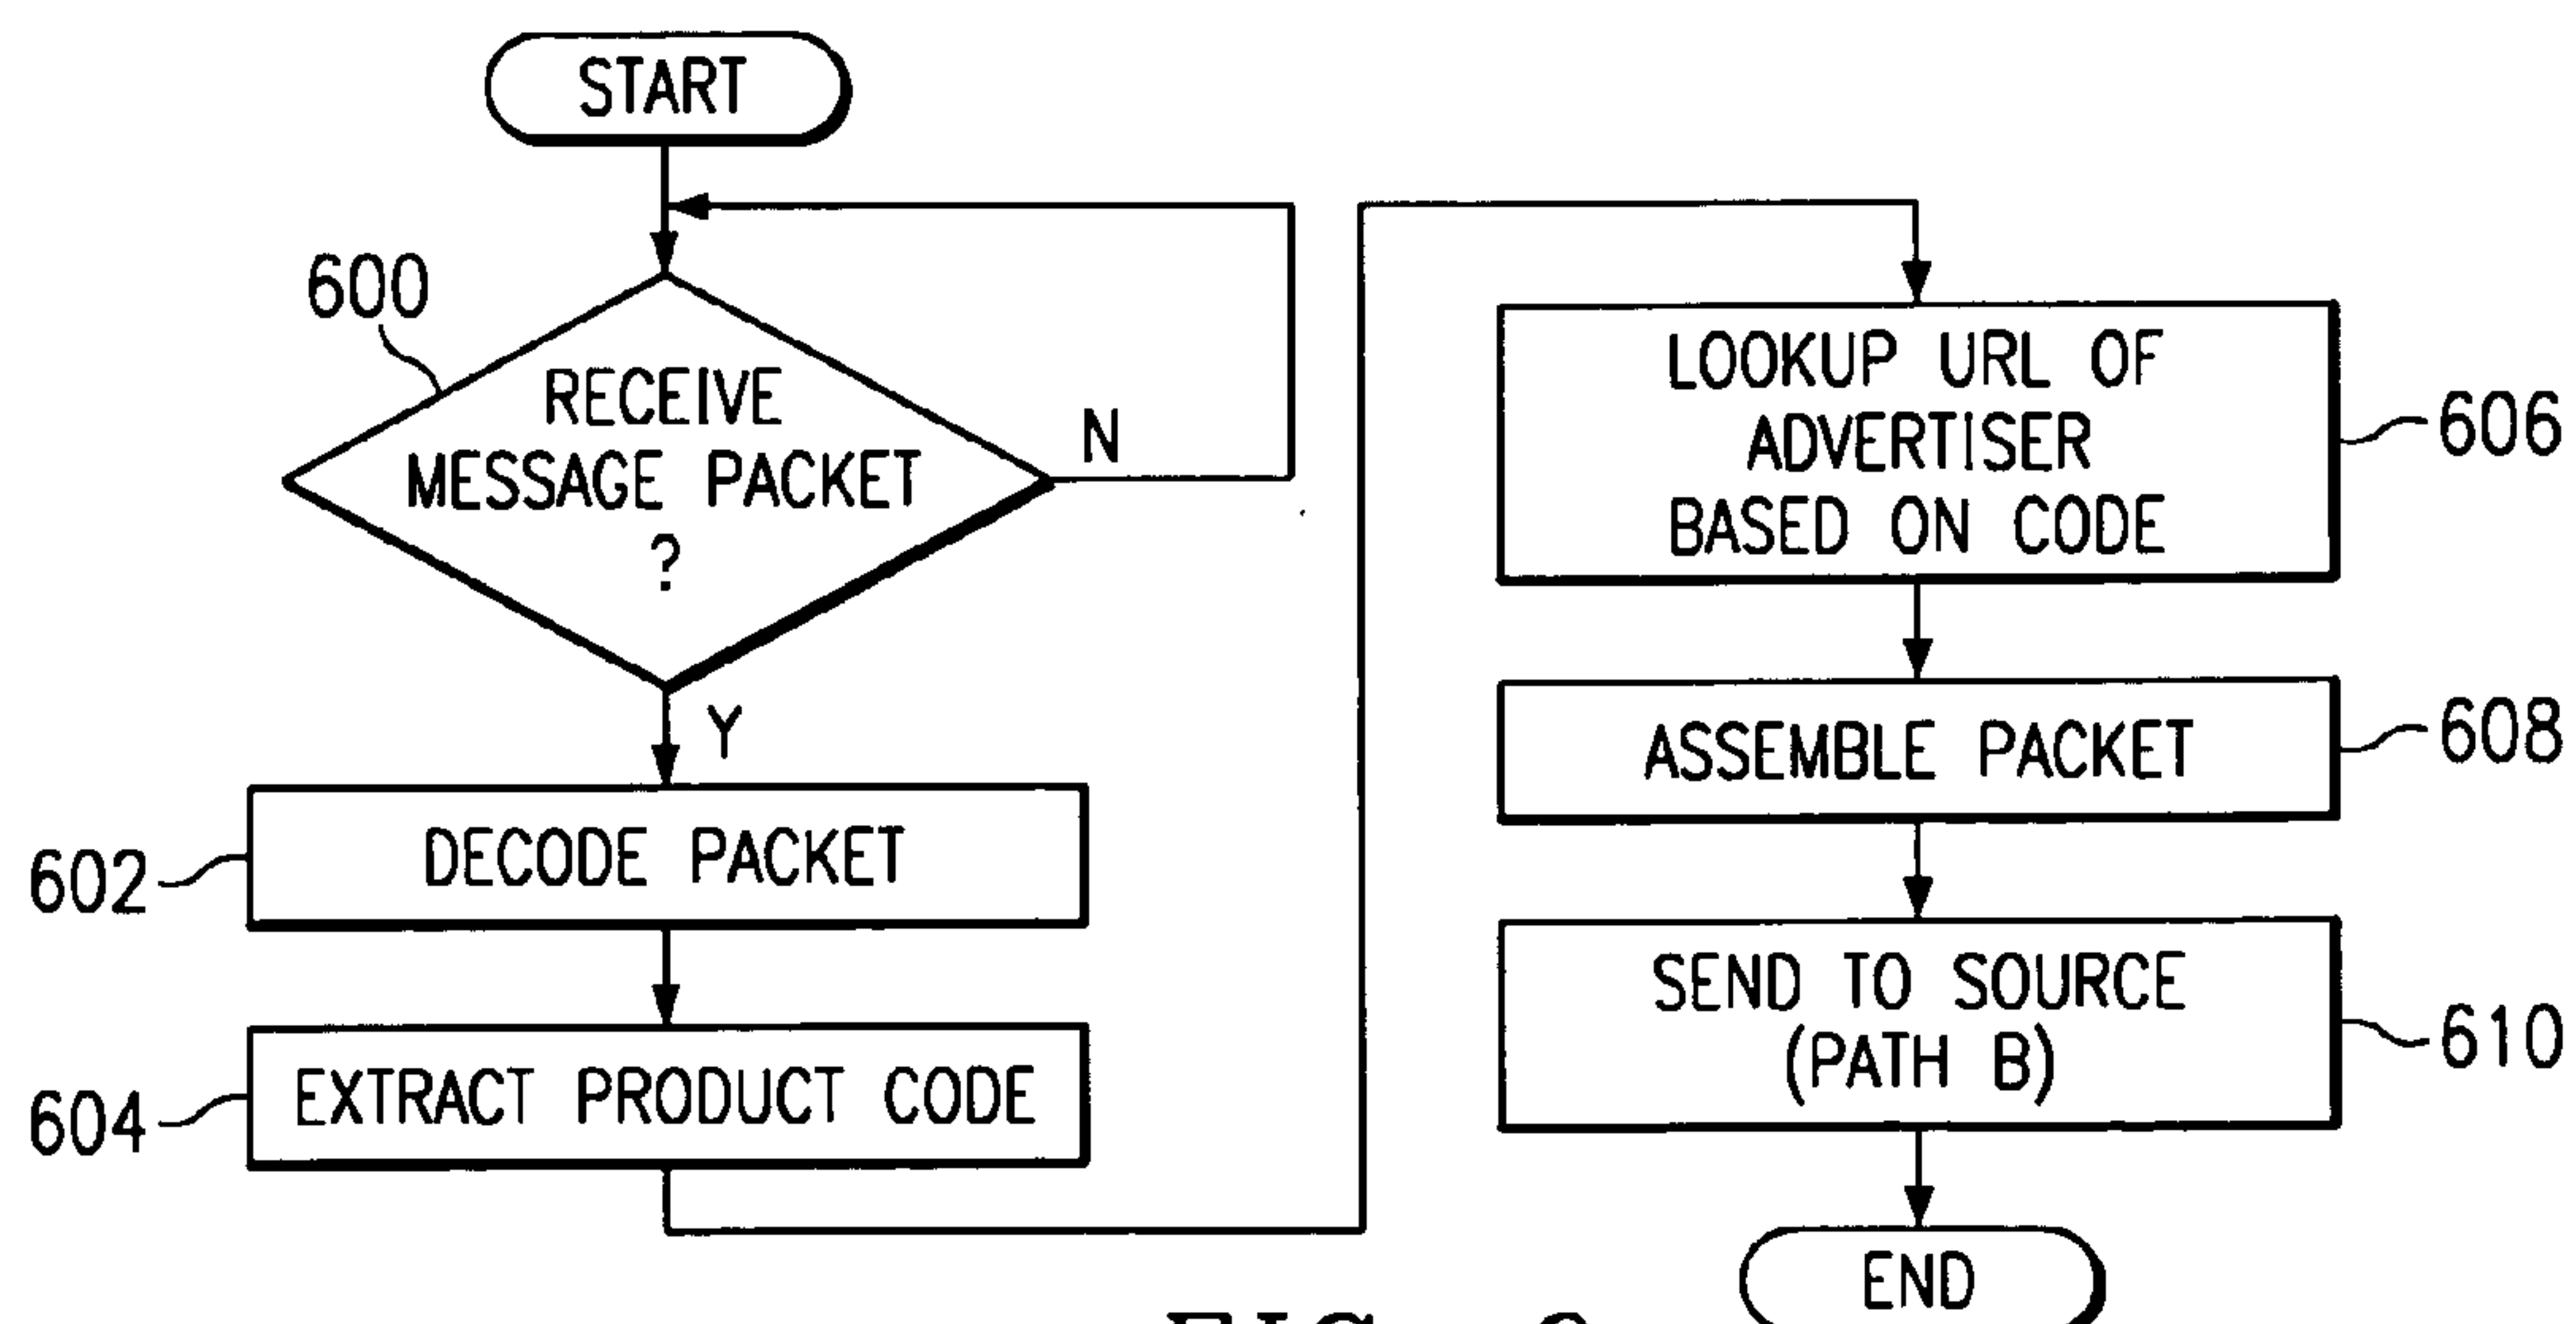 START
600
RECEIVE
MESSAGE PACKET
?
N
Y
602
DECODE PACKET
604
EXTRACT PRODUCT CODE
LOOKUP URL OF
ADVERTISER
BASED ON CODE
606
ASSEMBLE PACKET
608
SEND TO SOURCE
(PATH B)
610
END
FIG.